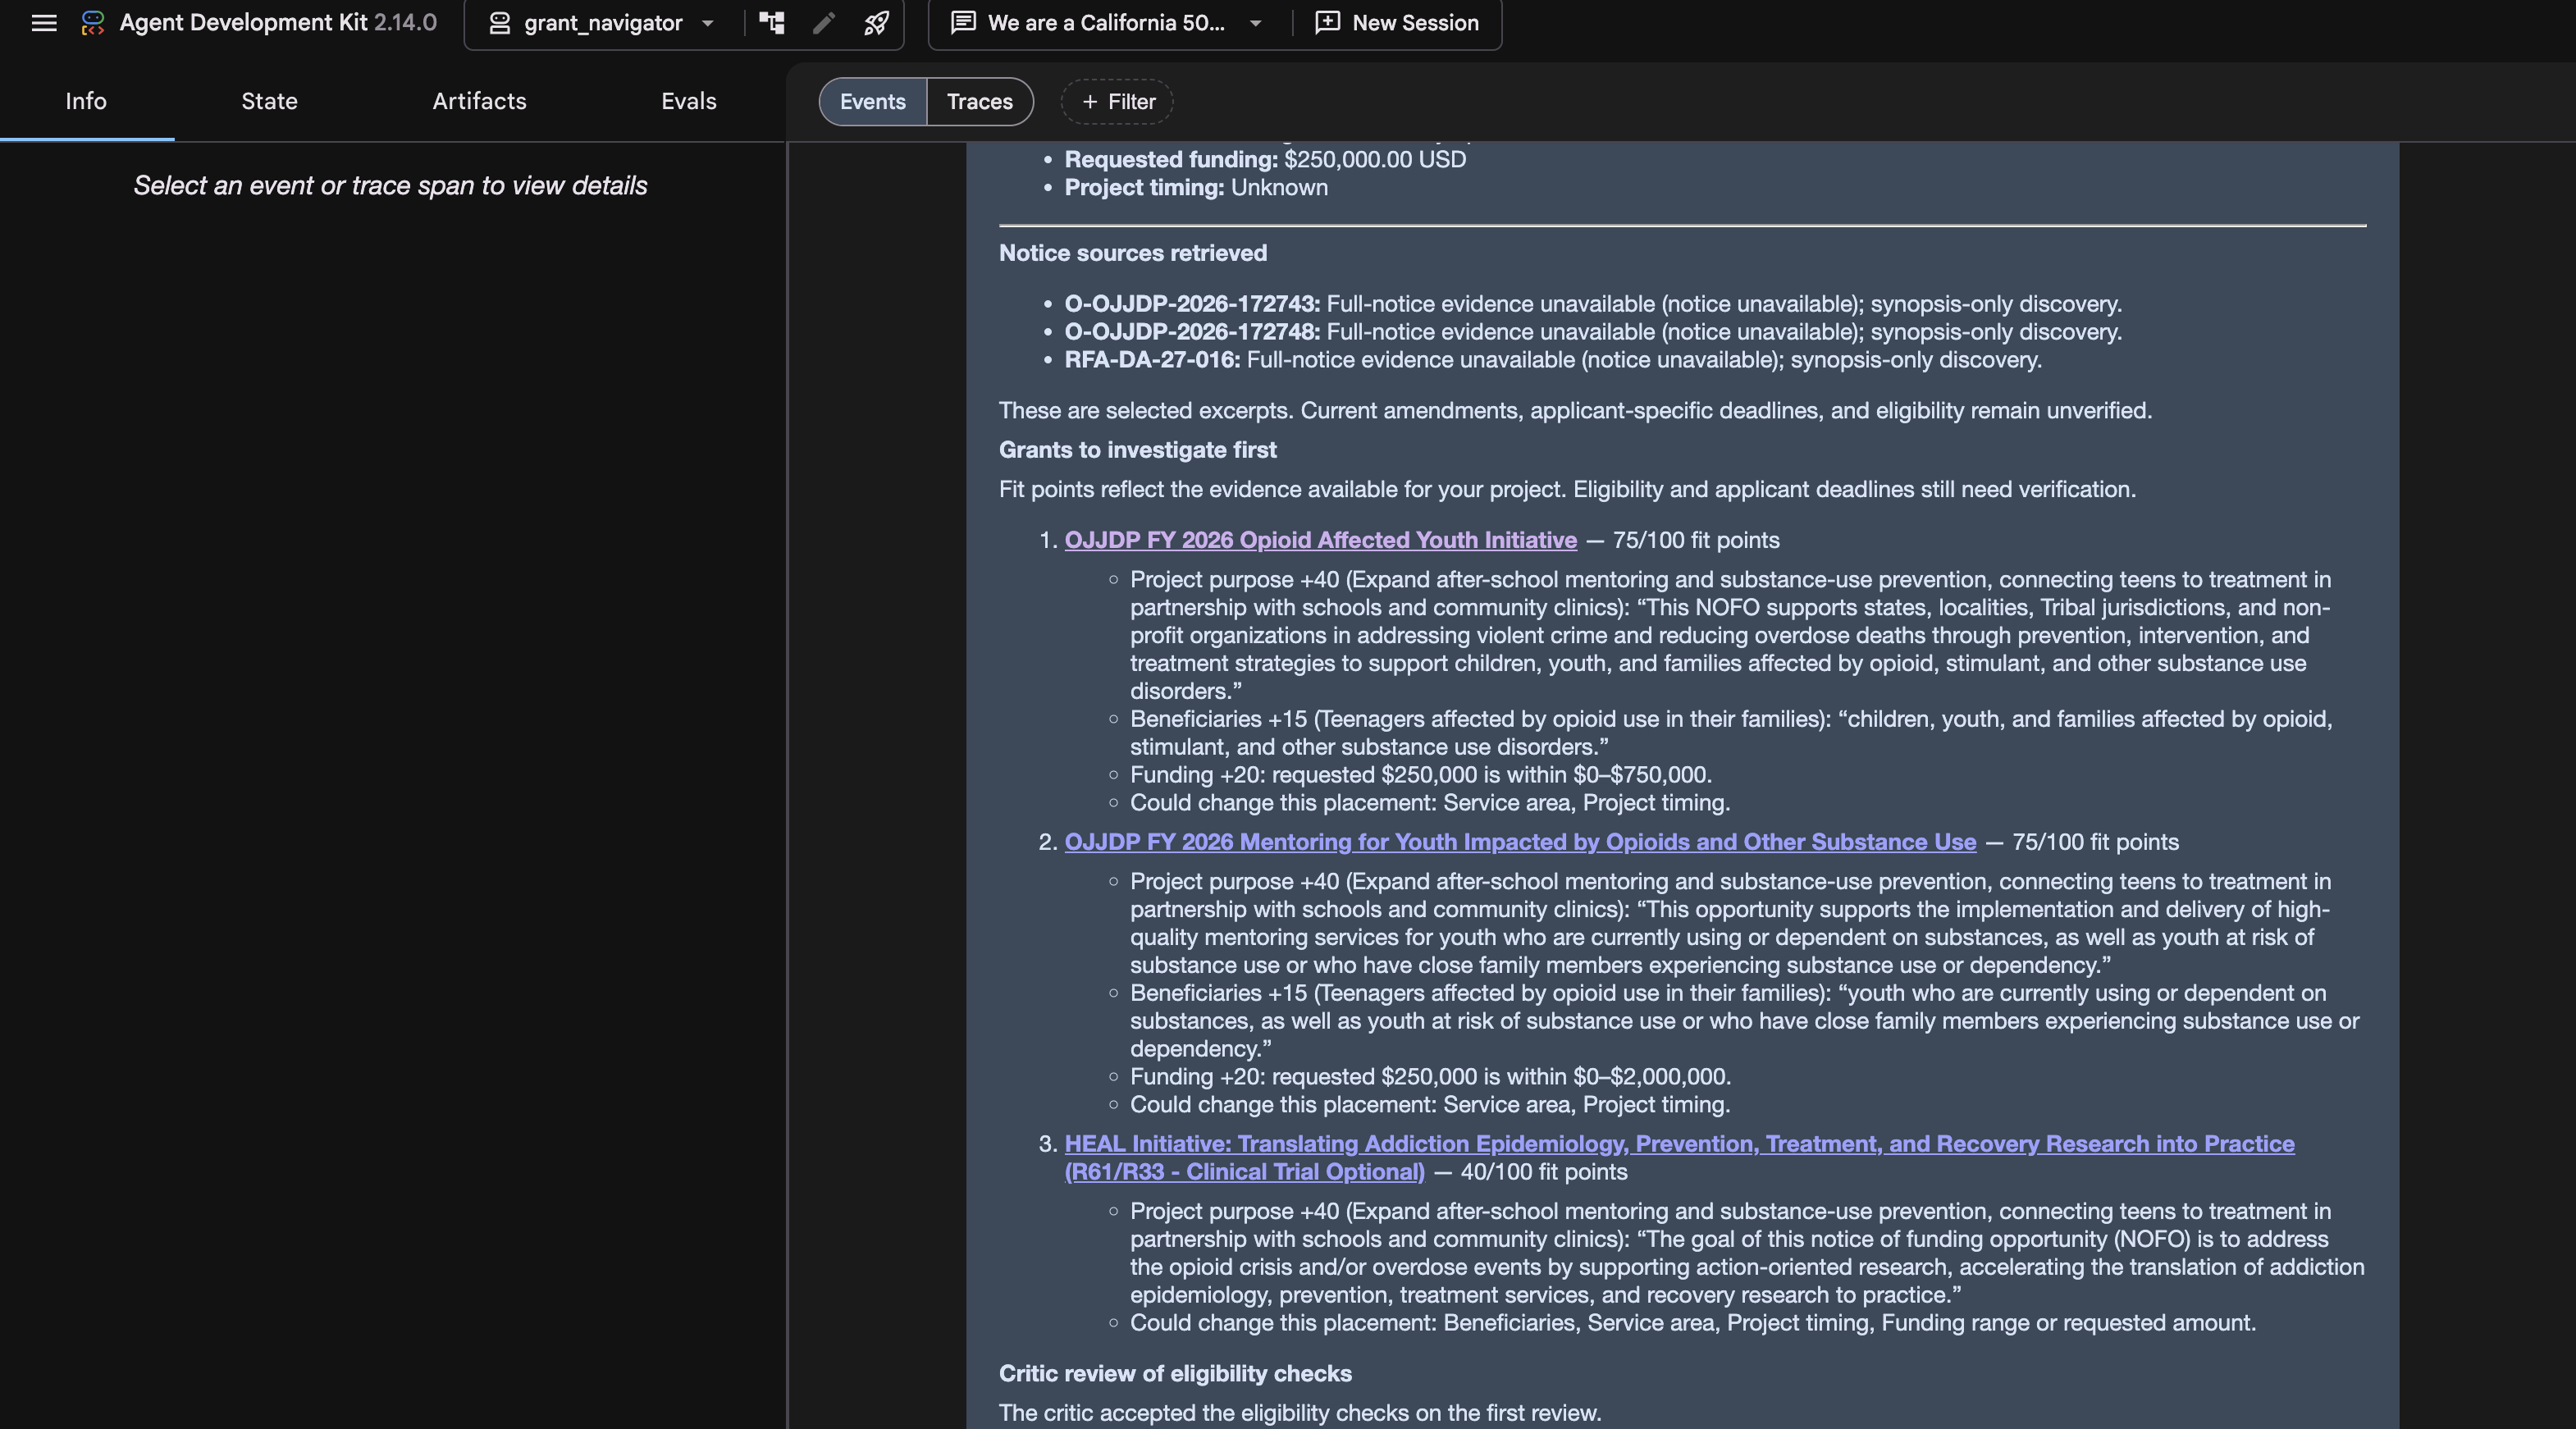 Agent Development Kit 2.14.0
grant_navigator
We are a California 50...
New Session
Info
State
Artifacts
Evals
Events
Traces
+ Filter
Select an event or trace span to view details
• Requested funding: $250,000.00 USD
• Project timing: Unknown
Notice sources retrieved
• O-OJJDP-2026-172743: Full-notice evidence unavailable (notice unavailable); synopsis-only discovery.
• O-OJJDP-2026-172748: Full-notice evidence unavailable (notice unavailable); synopsis-only discovery.
• RFA-DA-27-016: Full-notice evidence unavailable (notice unavailable); synopsis-only discovery.
These are selected excerpts. Current amendments, applicant-specific deadlines, and eligibility remain unverified.
Grants to investigate first
Fit points reflect the evidence available for your project. Eligibility and applicant deadlines still need verification.
1. OJJDP FY 2026 Opioid Affected Youth Initiative — 75/100 fit points
◦ Project purpose +40 (Expand after-school mentoring and substance-use prevention, connecting teens to treatment in
partnership with schools and community clinics): “This NOFO supports states, localities, Tribal jurisdictions, and non-
profit organizations in addressing violent crime and reducing overdose deaths through prevention, intervention, and
treatment strategies to support children, youth, and families affected by opioid, stimulant, and other substance use
disorders.”
◦ Beneficiaries +15 (Teenagers affected by opioid use in their families): “children, youth, and families affected by opioid,
stimulant, and other substance use disorders.”
◦ Funding +20: requested $250,000 is within $0–$750,000.
◦ Could change this placement: Service area, Project timing.
2. OJJDP FY 2026 Mentoring for Youth Impacted by Opioids and Other Substance Use — 75/100 fit points
◦ Project purpose +40 (Expand after-school mentoring and substance-use prevention, connecting teens to treatment in
partnership with schools and community clinics): “This opportunity supports the implementation and delivery of high-
quality mentoring services for youth who are currently using or dependent on substances, as well as youth at risk of
substance use or who have close family members experiencing substance use or dependency.”
◦ Beneficiaries +15 (Teenagers affected by opioid use in their families): “youth who are currently using or dependent on
substances, as well as youth at risk of substance use or who have close family members experiencing substance use or
dependency.”
◦ Funding +20: requested $250,000 is within $0–$2,000,000.
◦ Could change this placement: Service area, Project timing.
3. HEAL Initiative: Translating Addiction Epidemiology, Prevention, Treatment, and Recovery Research into Practice
(R61/R33 - Clinical Trial Optional) — 40/100 fit points
◦ Project purpose +40 (Expand after-school mentoring and substance-use prevention, connecting teens to treatment in
partnership with schools and community clinics): “The goal of this notice of funding opportunity (NOFO) is to address
the opioid crisis and/or overdose events by supporting action-oriented research, accelerating the translation of addiction
epidemiology, prevention, treatment services, and recovery research to practice.”
◦ Could change this placement: Beneficiaries, Service area, Project timing, Funding range or requested amount.
Critic review of eligibility checks
The critic accepted the eligibility checks on the first review.